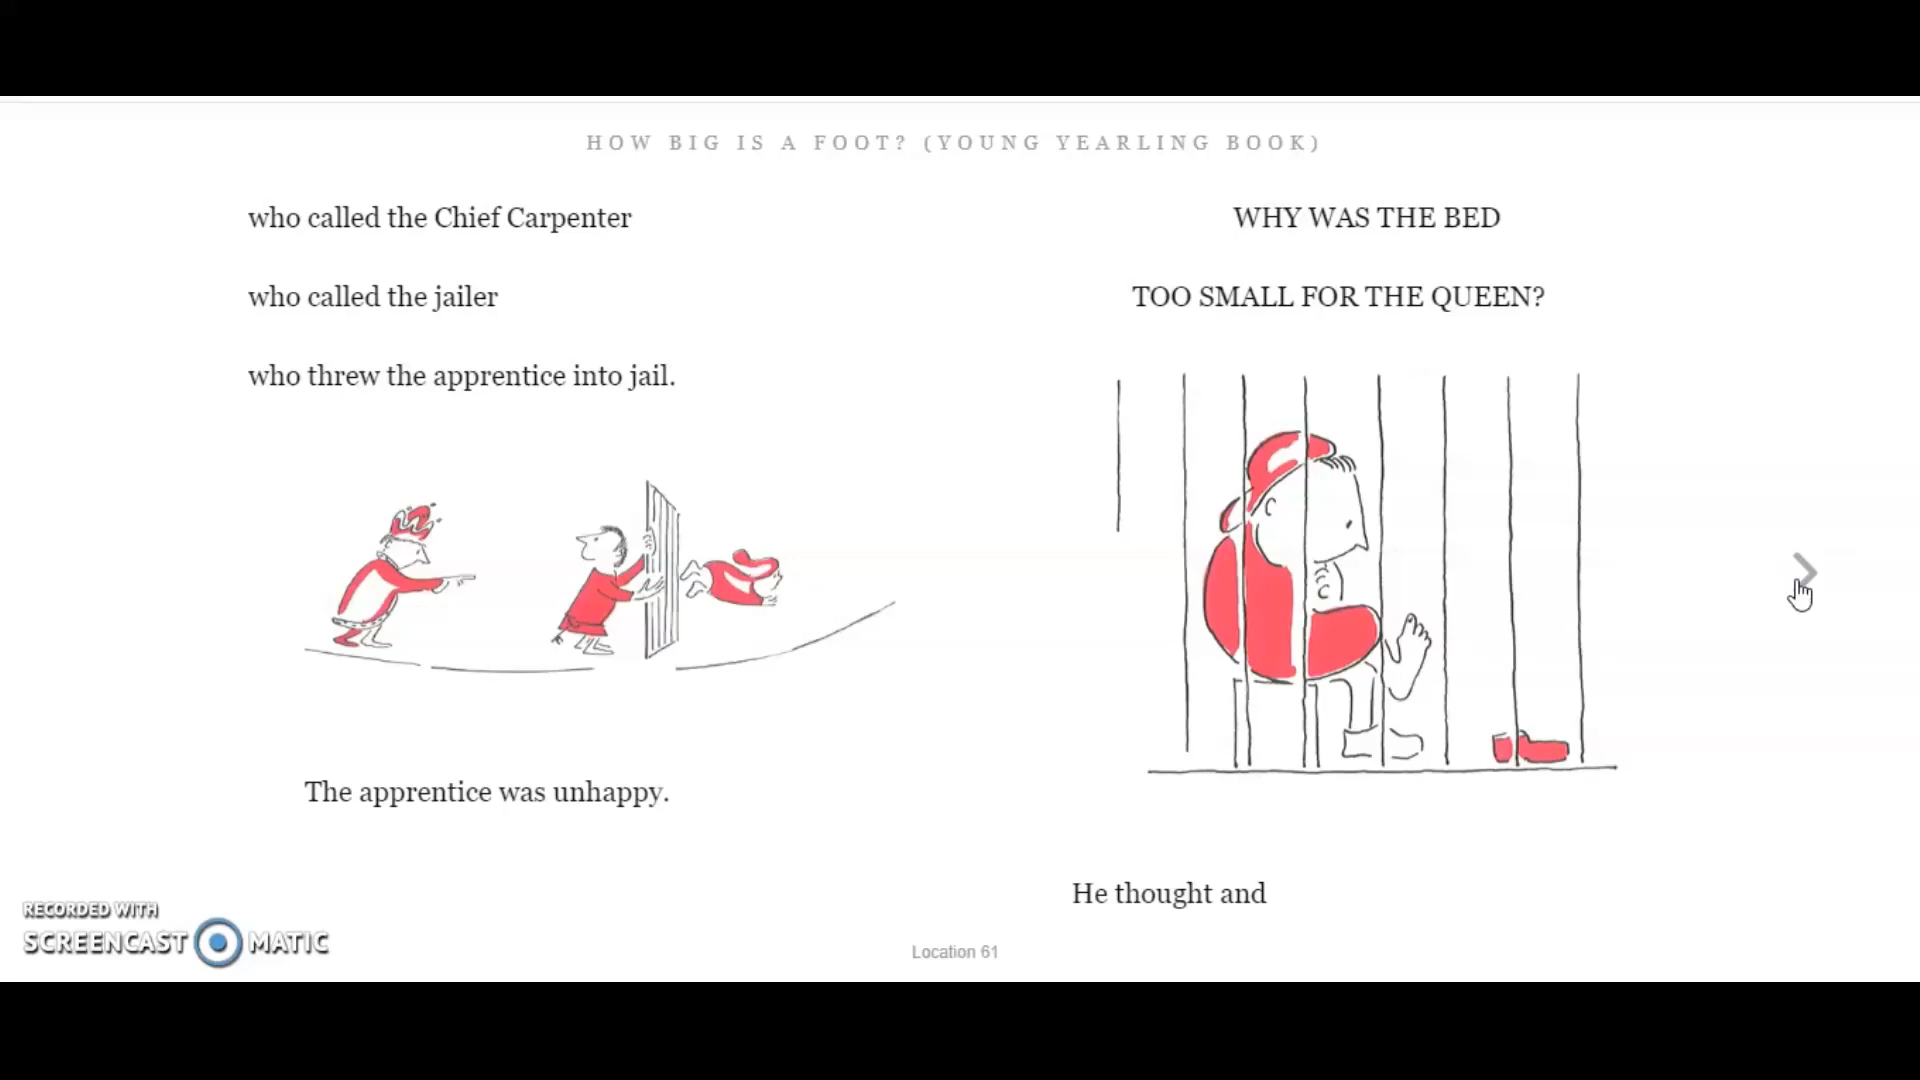 HOW BIG IS A FOOT? (YOUNG YEARLING BOOK)
who called the Chief Carpenter
who called the jailer
who threw the apprentice into jail.
The apprentice was unhappy.
WHY WAS THE BED
TOO SMALL FOR THE QUEEN?
He thought and
RECORDED WITH
SCREENCAST MATIC
Location 61